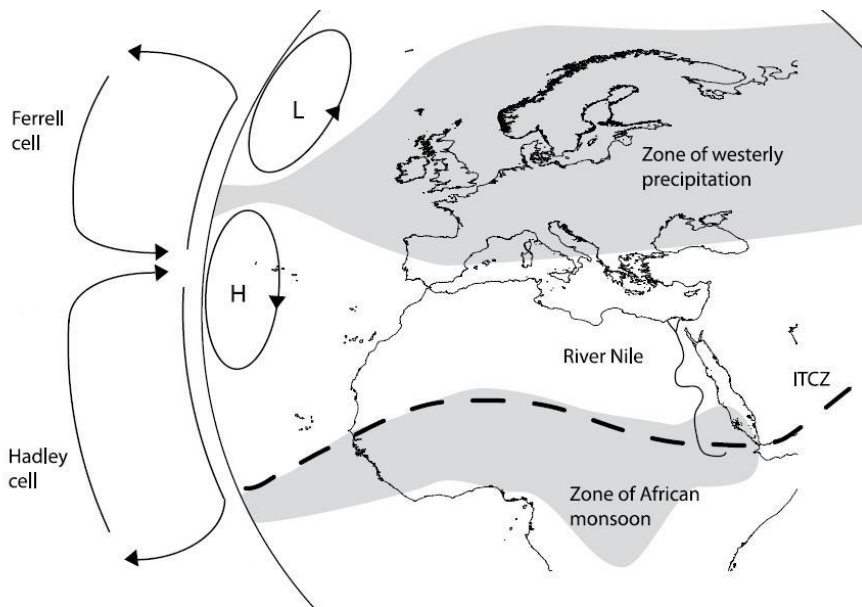 Ferrell
cell
L
Zone of westerly
precipitation
H
River Nile
ITCZ
Hadley
cell
Zone of African
monsoon